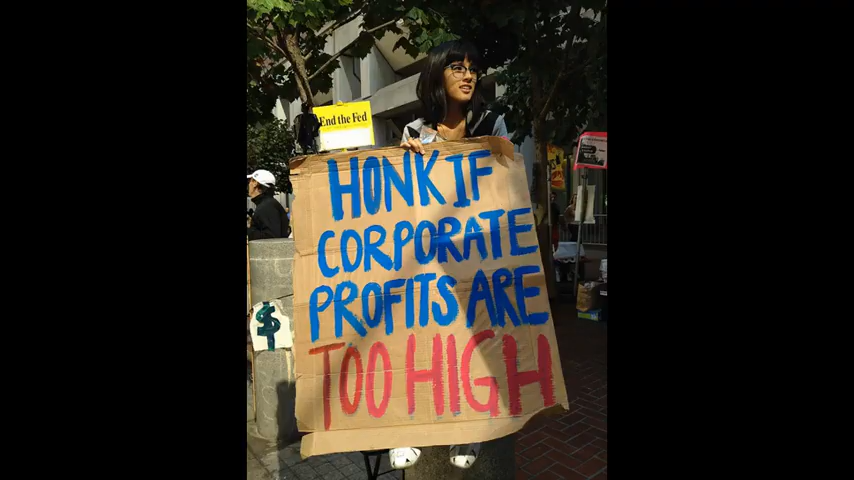 End the Fed
HONK IF
CORPORATE
PROFITS ARE
TOO HIGH
$